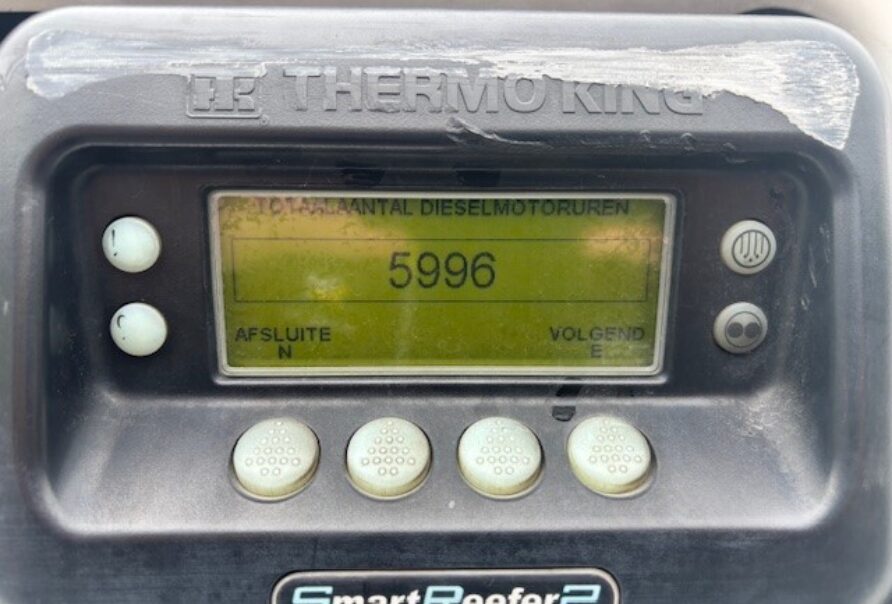 THERMO KING
TOTAALAANTAL DIESELMOTORUREN
5996
AFSLUITE VOLGEND
N E
SmartReefer2